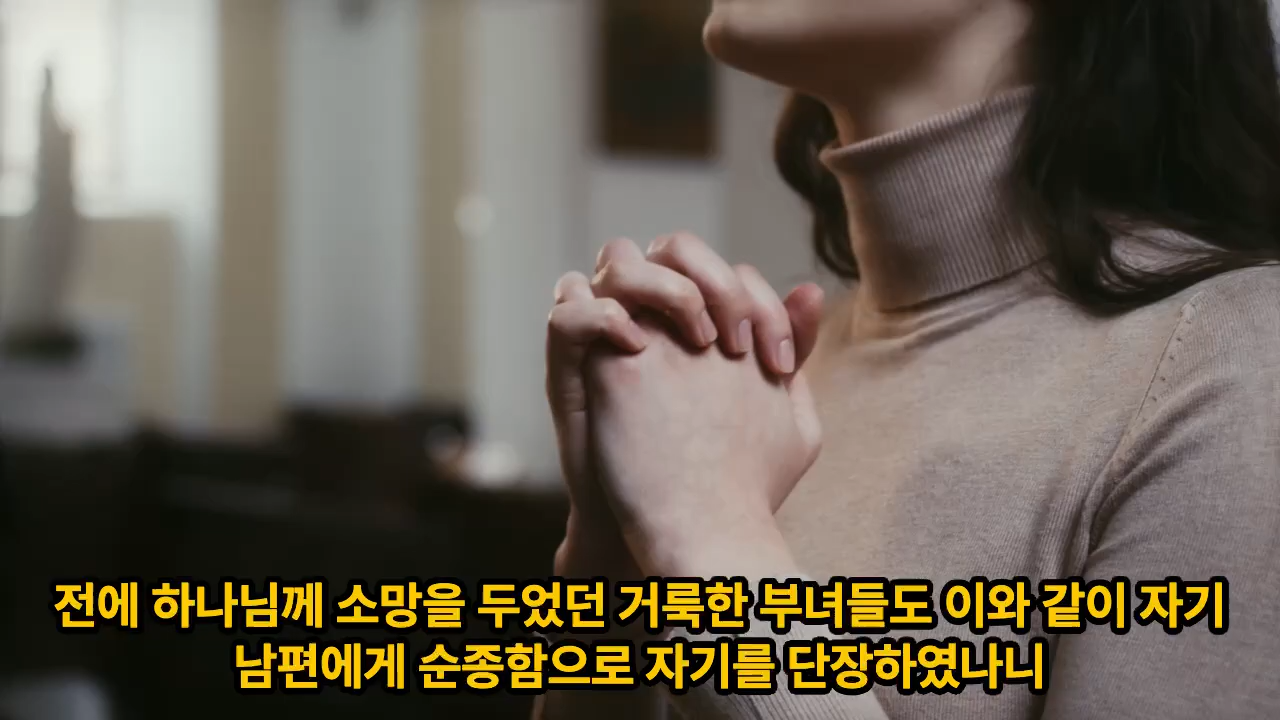 전에 하나님께 소망을 두었던 거룩한 부녀들도 이와 같이 자기
남편에게 순종함으로 자기를 단장하였나니